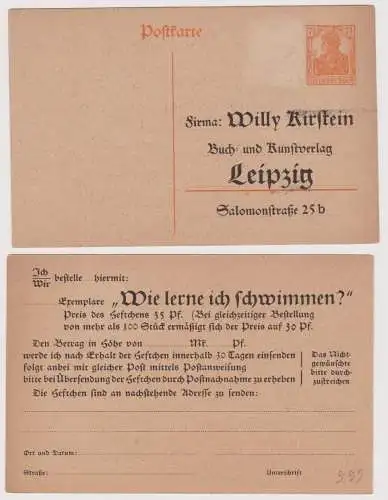 Postkarte
Firma: Willy Kirstein
Buch- und Kunstverlag
Leipzig
Salomonstraße 25 b
Ich
Wir bestelle hiermit:
Exemplare „Wie lerne ich schwimmen?"
Preis des Heftchens 35 Pf. (Bei gleichzeitiger Bestellung
von mehr als 100 Stück ermäßigt sich der Preis auf 30 Pf.
Den Betrag in Höhe von Mk. Pf.
werde ich nach Erhalt der Heftchen innerhalb 30 Tagen einsenden
folgt anbei mit gleicher Post mittels Postanweisung
bitte bei Übersendung der Heftchen durch Postnachnahme zu erheben
Das Nicht-
gewünschte
bitte durch-
zustreichen
Die Heftchen sind an nachstehende Adresse zu senden:
Ort und Datum:
Straße: Unterschrift